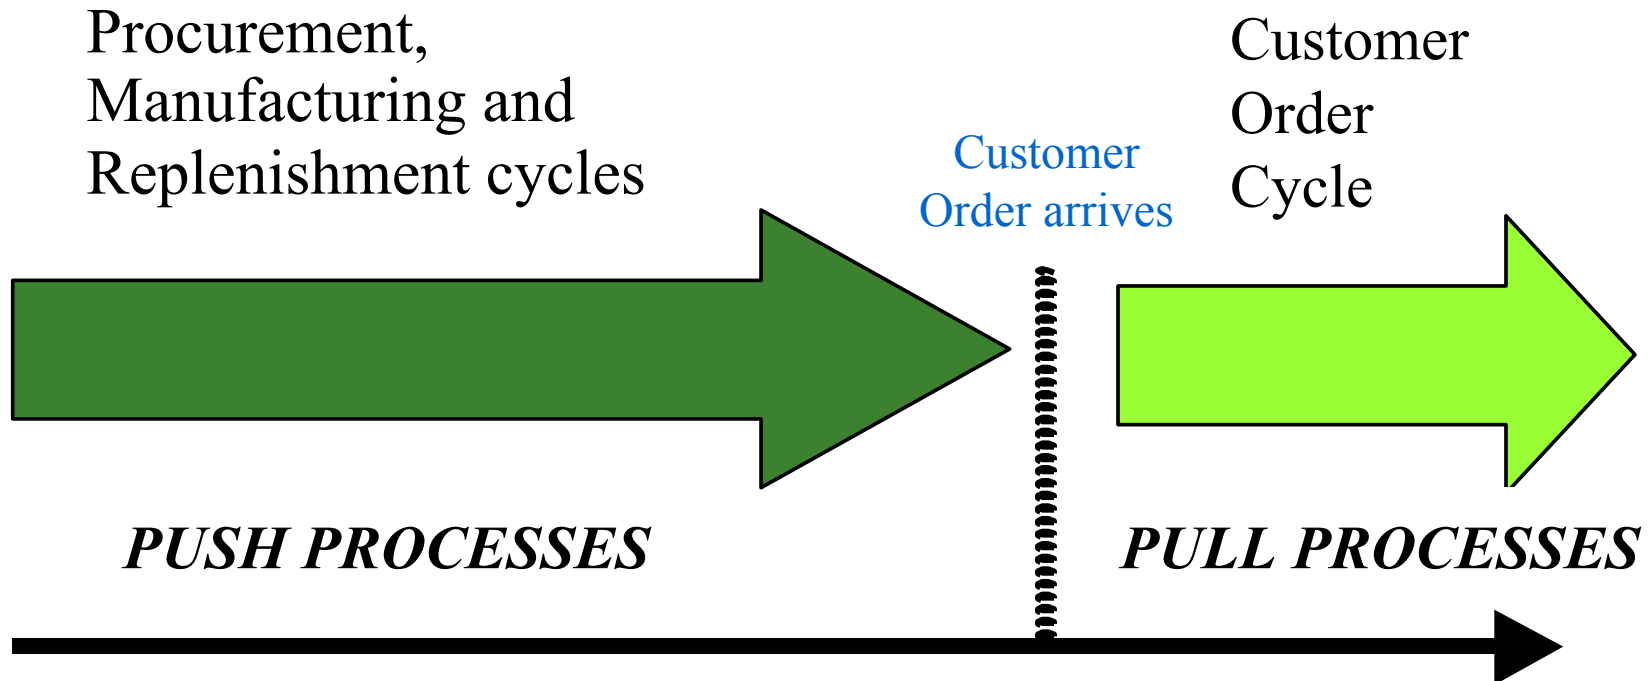 Procurement,
Manufacturing and
Replenishment cycles
Customer
Order arrives
Customer
Order
Cycle
PUSH PROCESSES
PULL PROCESSES